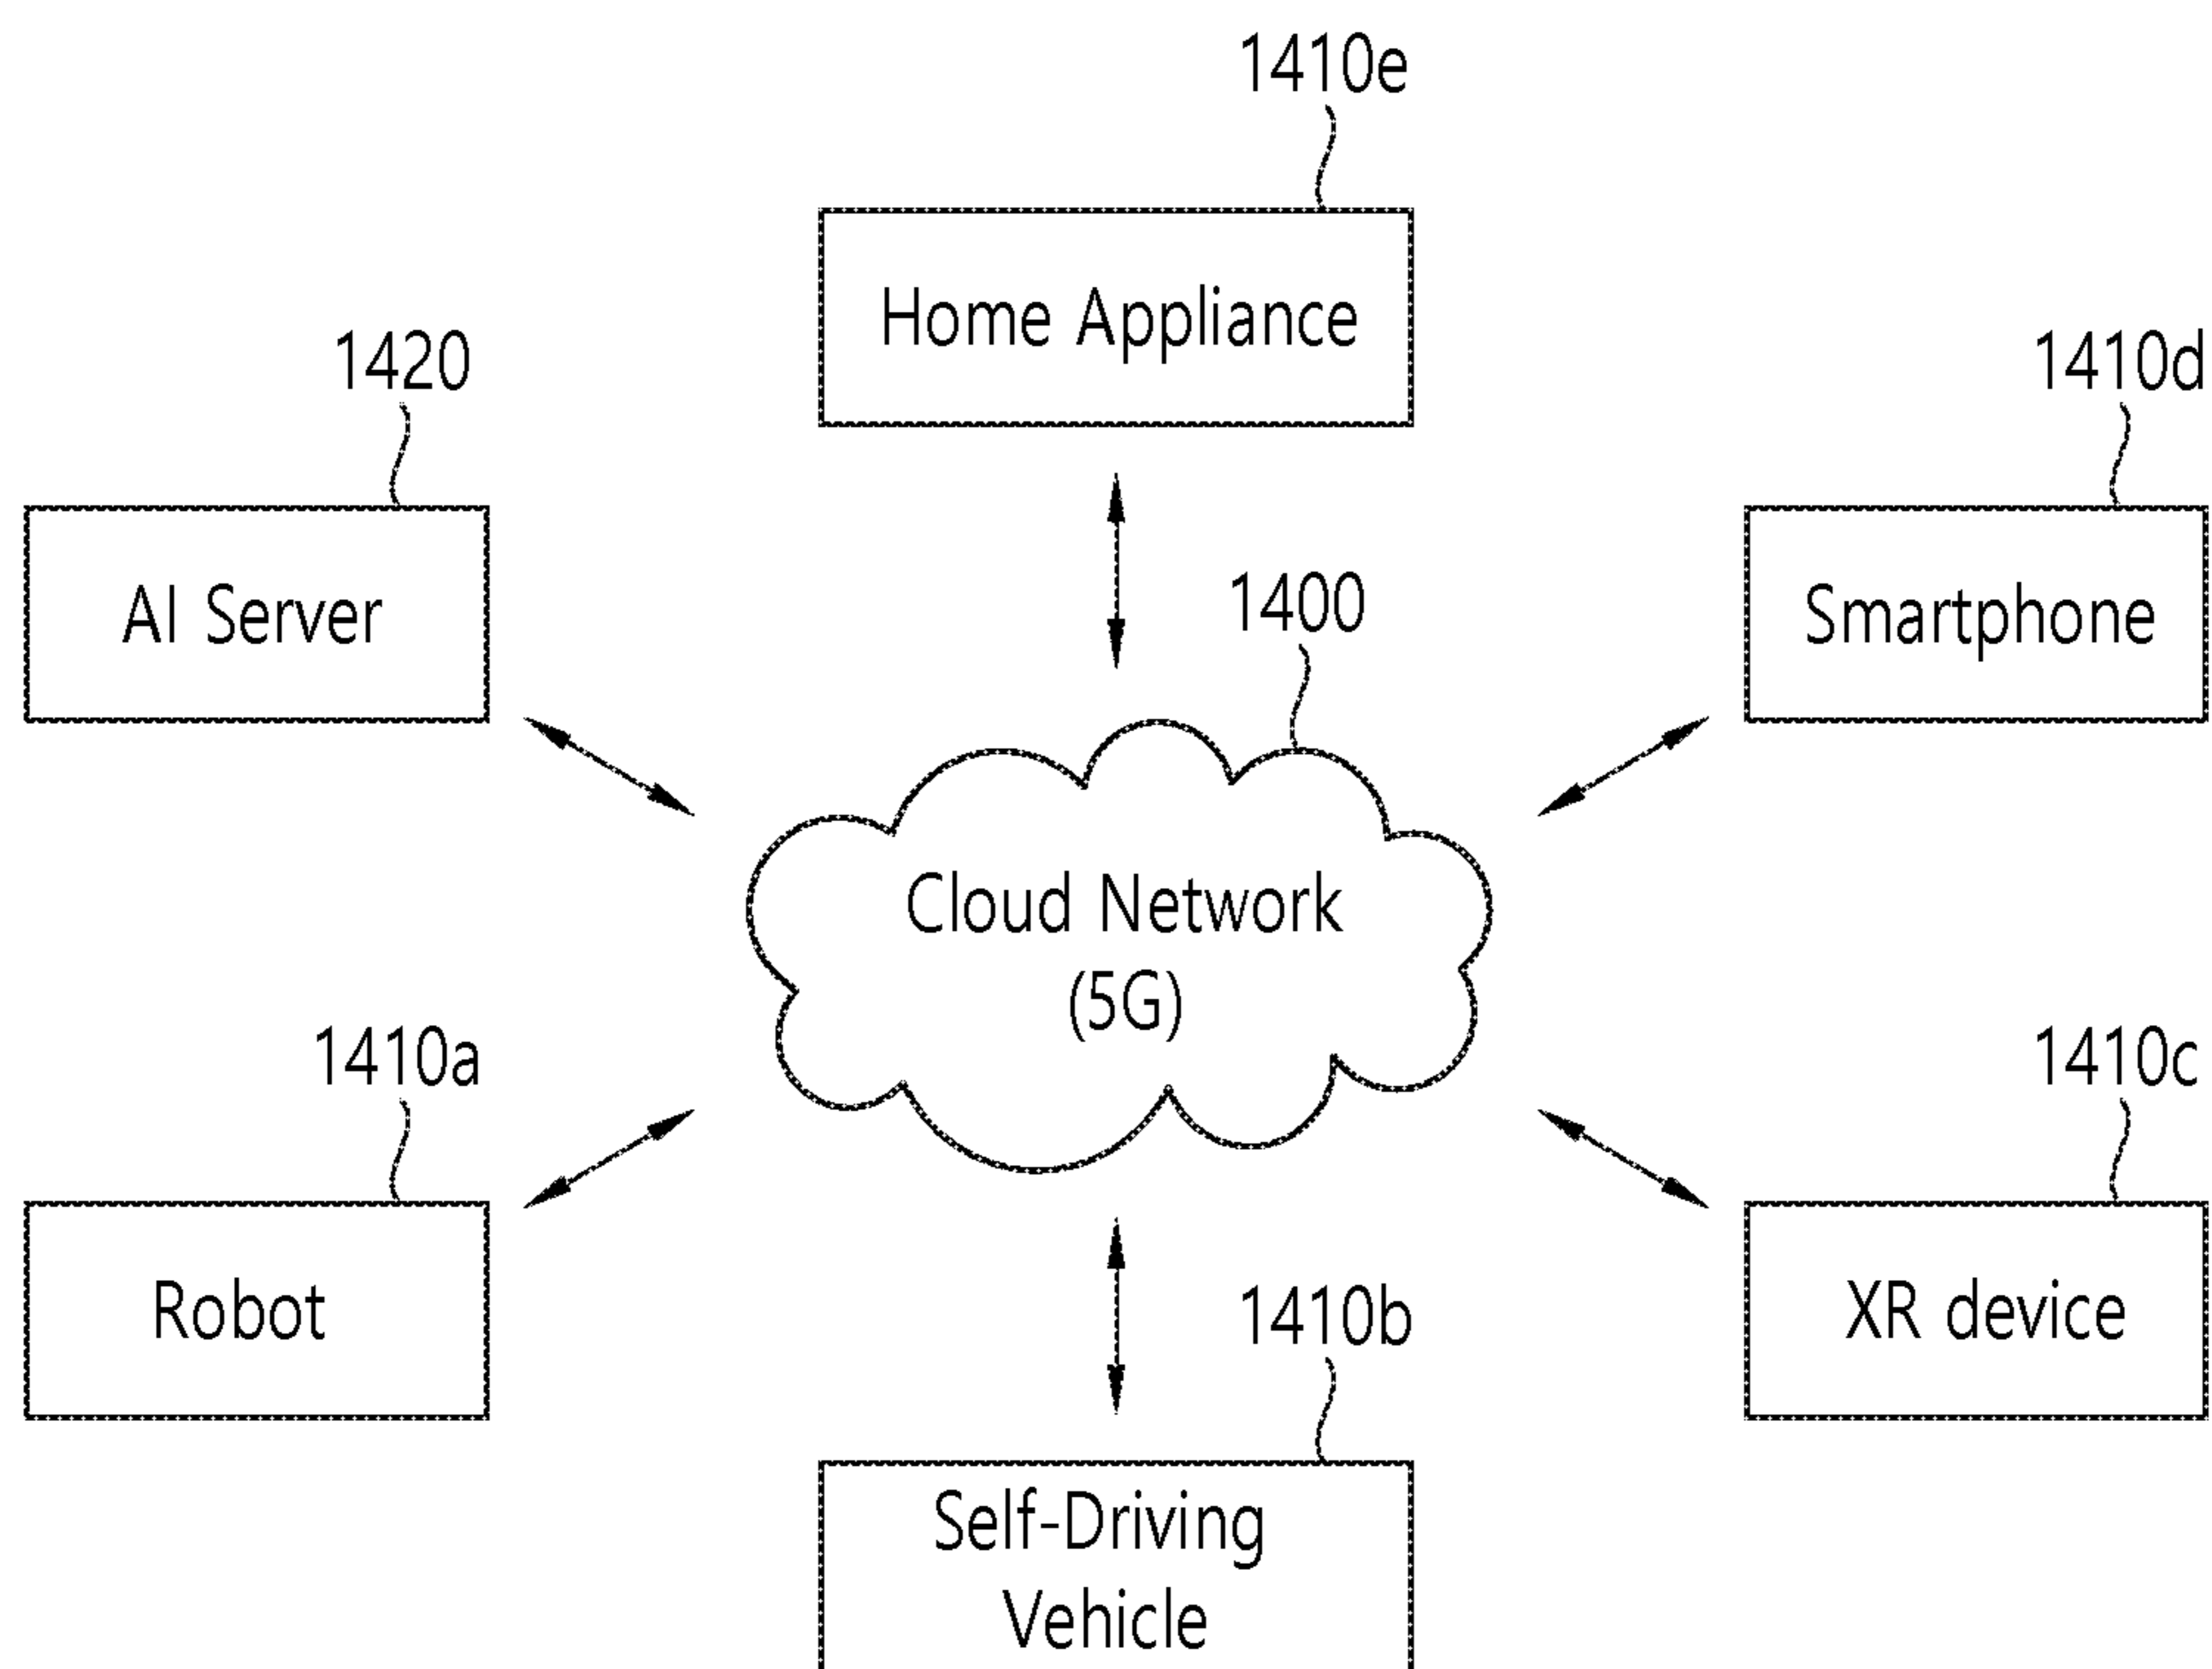 1410e
Home Appliance
1420
AI Server
1410d
Smartphone
1400
Cloud Network
(5G)
1410a
Robot
1410c
XR device
1410b
Self-Driving
Vehicle